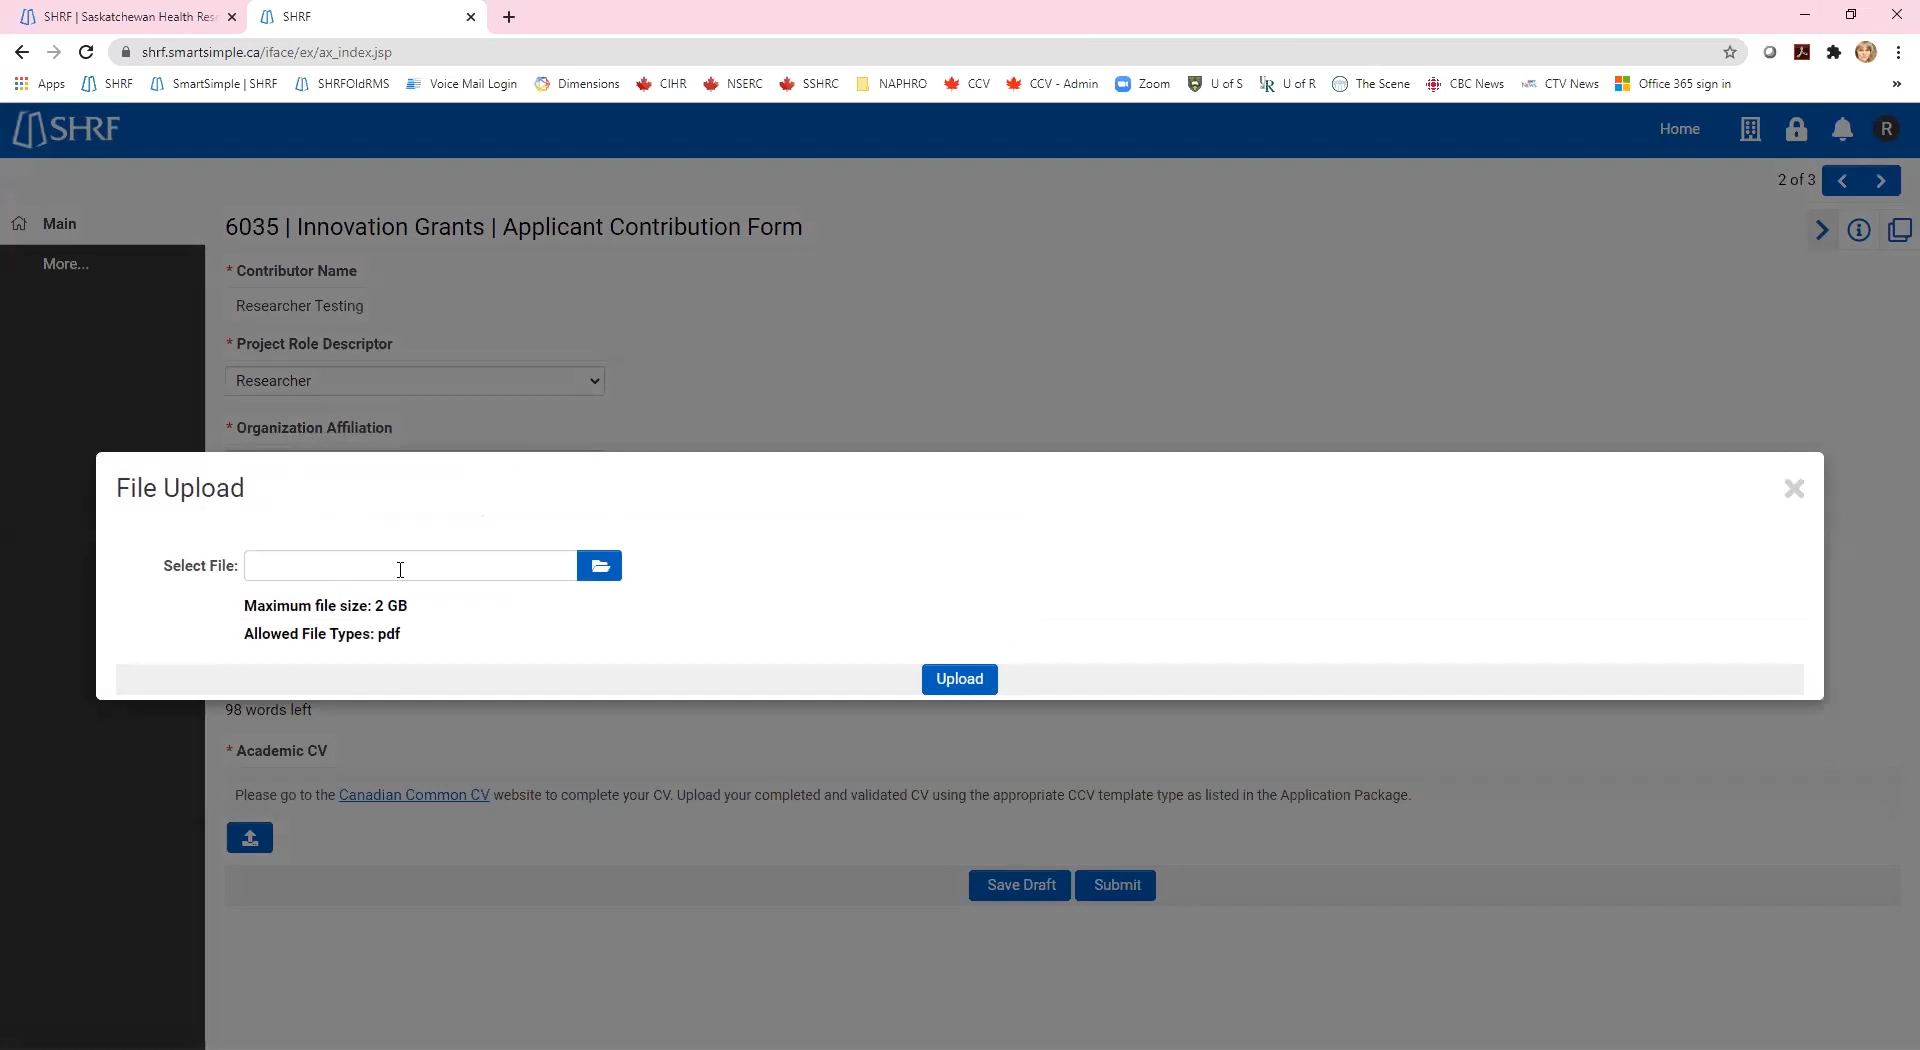 SHRF | Saskatchewan Health Res
SHRF
shrf.smartsimple.ca/iface/ex/ax_index.jsp
Apps SHRF SmartSimple | SHRF SHRFOldRMS Voice Mail Login Dimensions CIHR NSERC SSHRC NAPHRO CCV CCV - Admin Zoom U of S U of R The Scene CBC News CTV News Office 365 sign in »
SHRF
Home
R
2 of 3
Main
More...
6035 | Innovation Grants | Applicant Contribution Form
* Contributor Name
Researcher Testing
* Project Role Descriptor
Researcher
* Organization Affiliation
File Upload
Select File:
Maximum file size: 2 GB
Allowed File Types: pdf
Upload
98 words left
* Academic CV
Please go to the Canadian Common CV website to complete your CV. Upload your completed and validated CV using the appropriate CCV template type as listed in the Application Package.
Save Draft Submit